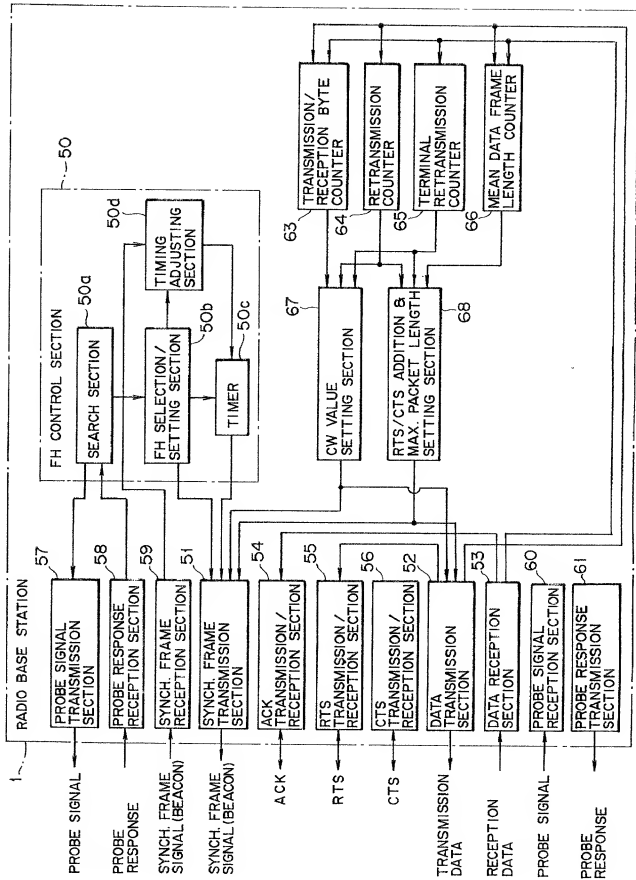 RADIO BASE STATION
1
PROBE SIGNAL
57
PROBE SIGNAL
TRANSMISSION
SECTION
PROBE
RESPONSE
58
PROBE RESPONSE
RECEPTION SECTION
SYNCH. FRAME
SIGNAL (BEACON)
59
SYNCH. FRAME
RECEPTION SECTION
SYNCH. FRAME
SIGNAL (BEACON)
51
SYNCH. FRAME
TRANSMISSION
SECTION
ACK
54
ACK
TRANSMISSION/
RECEPTION SECTION
RTS
55
RTS
TRANSMISSION/
RECEPTION SECTION
CTS
56
CTS
TRANSMISSION/
RECEPTION SECTION
TRANSMISSION
DATA
52
DATA
TRANSMISSION
SECTION
RECEPTION
DATA
53
DATA RECEPTION
SECTION
PROBE SIGNAL
60
PROBE SIGNAL
RECEPTION SECTION
PROBE
RESPONSE
61
PROBE RESPONSE
TRANSMISSION
SECTION
FH CONTROL SECTION
50
50a
SEARCH SECTION
50b
FH SELECTION/
SETTING SECTION
50c
TIMER
50d
TIMING
ADJUSTING
SECTION
67
CW VALUE
SETTING SECTION
RTS/CTS ADDITION &
MAX. PACKET LENGTH
SETTING SECTION
68
TRANSMISSION/
RECEPTION BYTE
COUNTER
63
RETRANSMISSION
COUNTER
64
TERMINAL
RETRANSMISSION
COUNTER
65
MEAN DATA FRAME
LENGTH COUNTER
66